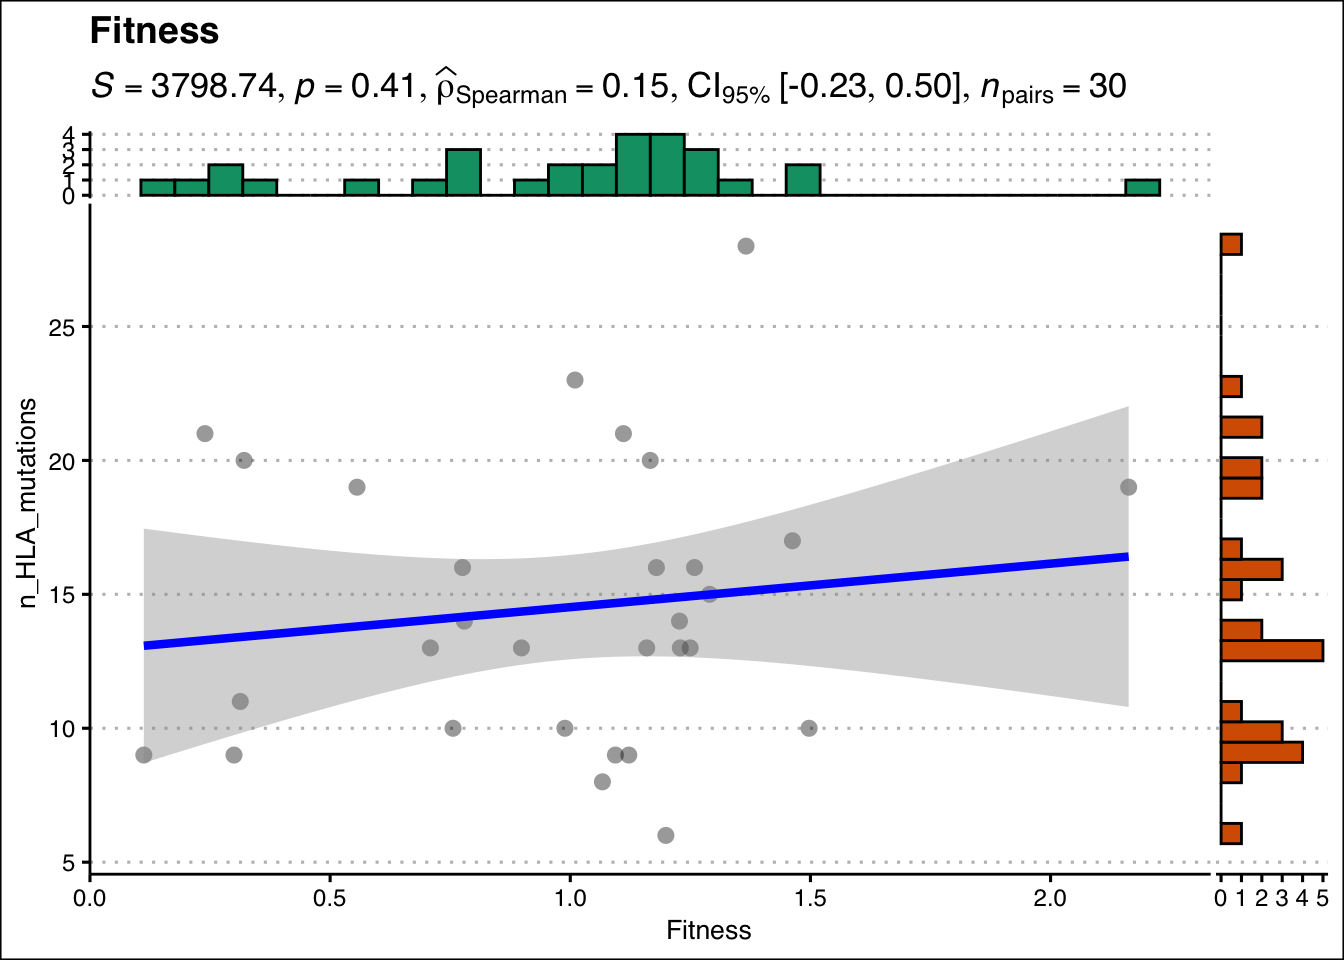 Fitness
S = 3798.74, p = 0.41, ρ̂Spearman = 0.15, CI95% [-0.23, 0.50], npairs = 30
4
3
2
1
0
25
20
15
10
5
n_HLA_mutations
0.0 0.5 1.0 1.5 2.0
0 1 2 3 4 5
Fitness